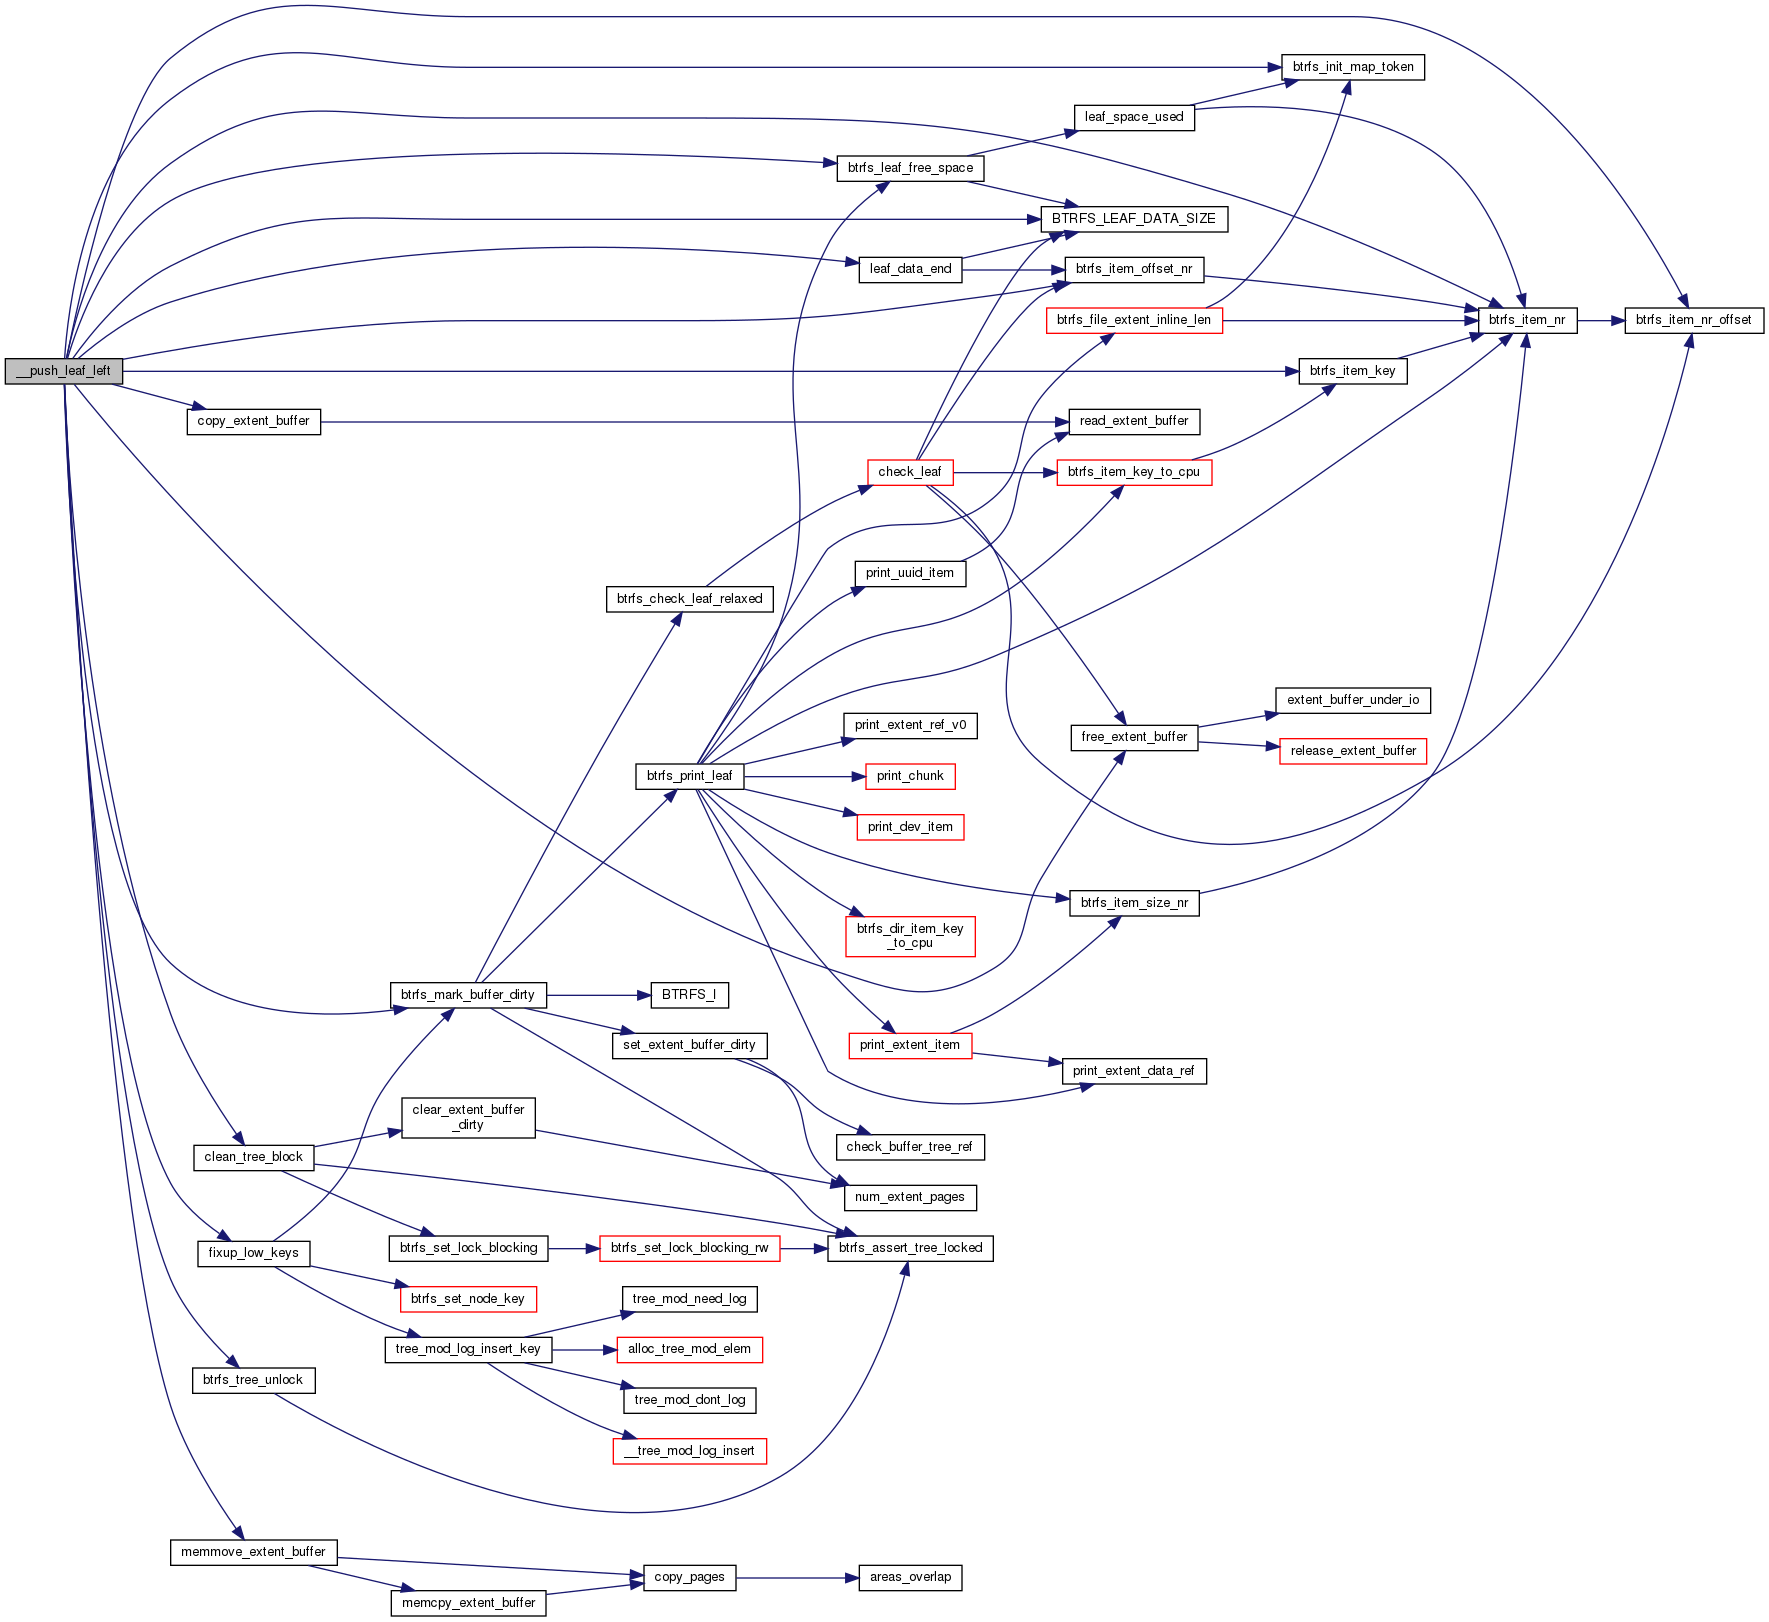 btrfs_init_map_token
leaf_space_used
btrfs_leaf_free_space
BTRFS_LEAF_DATA_SIZE
leaf_data_end
btrfs_item_offset_nr
btrfs_file_extent_inline_len
btrfs_item_nr
btrfs_item_nr_offset
__push_leaf_left
btrfs_item_key
copy_extent_buffer
read_extent_buffer
check_leaf
btrfs_item_key_to_cpu
print_uuid_item
btrfs_check_leaf_relaxed
extent_buffer_under_io
print_extent_ref_v0
free_extent_buffer
release_extent_buffer
btrfs_print_leaf
print_chunk
print_dev_item
btrfs_item_size_nr
btrfs_dir_item_key
_to_cpu
btrfs_mark_buffer_dirty
BTRFS_I
set_extent_buffer_dirty
print_extent_item
print_extent_data_ref
clear_extent_buffer
_dirty
check_buffer_tree_ref
clean_tree_block
num_extent_pages
fixup_low_keys
btrfs_set_lock_blocking
btrfs_set_lock_blocking_rw
btrfs_assert_tree_locked
btrfs_set_node_key
tree_mod_need_log
tree_mod_log_insert_key
alloc_tree_mod_elem
btrfs_tree_unlock
tree_mod_dont_log
__tree_mod_log_insert
memmove_extent_buffer
copy_pages
areas_overlap
memcpy_extent_buffer